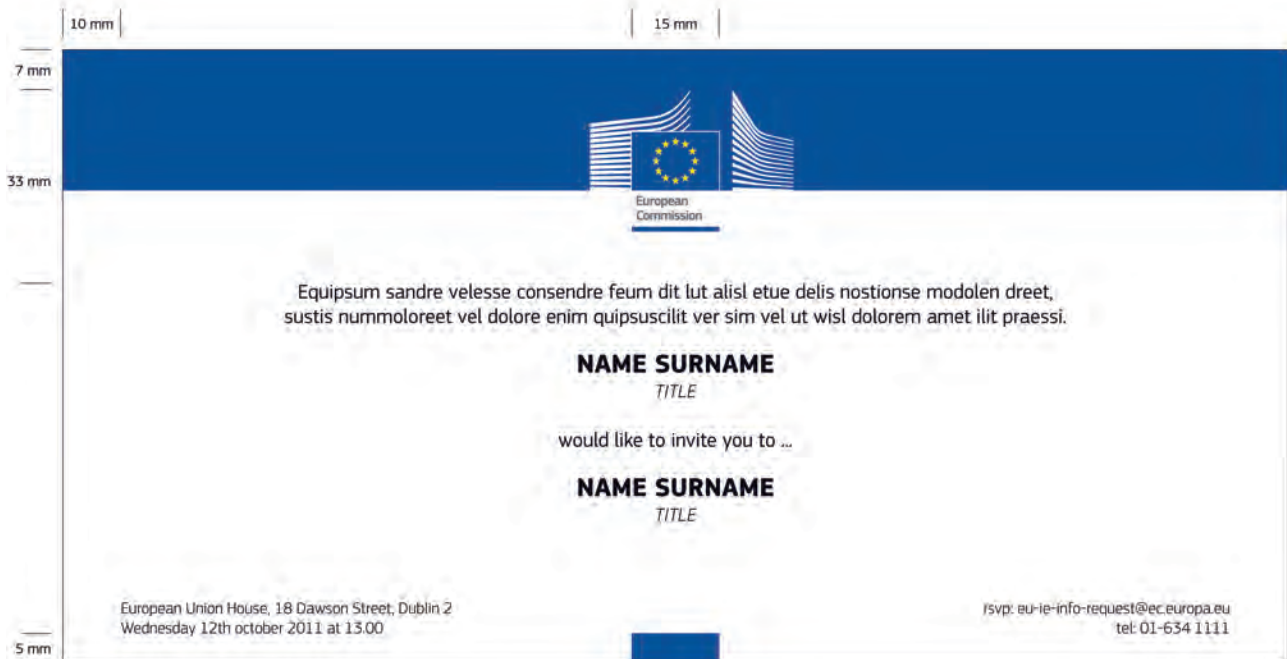 10 mm
15 mm
7 mm
33 mm
European
Commission
Equipsum sandre velesse consendre feum dit lut alisl etue delis nostionse modolen dreet,
sustis nummoloreet vel dolore enim quipsuscilit ver sim vel ut wisl dolorem amet ilit praessi.
NAME SURNAME
TITLE
would like to invite you to ...
NAME SURNAME
TITLE
European Union House, 18 Dawson Street, Dublin 2
Wednesday 12th october 2011 at 13.00
rsvp: eu-ie-info-request@ec.europa.eu
tel: 01-634 1111
5 mm